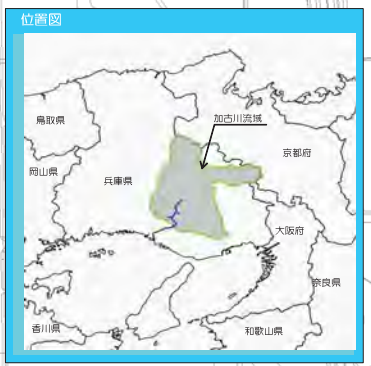 位置図
鳥取県
加古川流域
京都府
岡山県
兵庫県
大阪府
奈良県
香川県
和歌山県